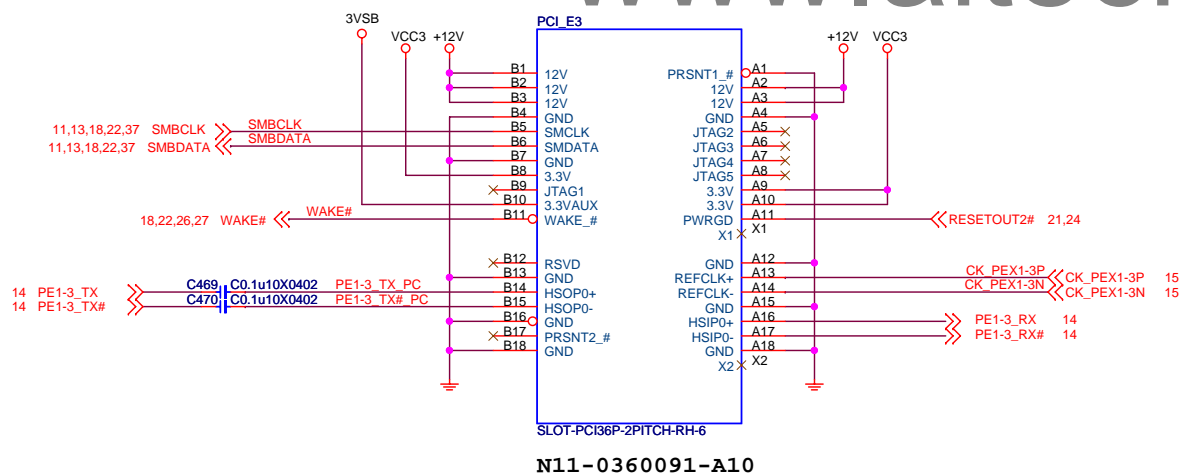 www.
PCI_E3
3VSB
VCC3
+12V
+12V
VCC3
B1 12V PRSNT1_# A1
B2 12V 12V A2
B3 12V 12V A3
B4 GND GND A4
11,13,18,22,37 SMBCLK SMBCLK B5 SMCLK JTAG2 A5
11,13,18,22,37 SMBDATA SMBDATA B6 SMDATA JTAG3 A6
B7 GND JTAG4 A7
B8 3.3V JTAG5 A8
B9 JTAG1 3.3V A9
B10 3.3VAUX 3.3V A10
18,22,26,27 WAKE# WAKE# B11 WAKE_# PWRGD A11 RESETOUT2# 21,24
X1 X1
B12 RSVD GND A12
B13 GND REFCLK+ A13 CK_PEX1-3P CK_PEX1-3P 15
14 PE1-3_TX C469 C0.1u10X0402 PE1-3_TX_PC B14 HSOP0+ REFCLK- A14 CK_PEX1-3N CK_PEX1-3N 15
14 PE1-3_TX# C470 C0.1u10X0402 PE1-3_TX#_PC B15 HSOP0- GND A15
B16 GND HSIP0+ A16 PE1-3_RX 14
B17 PRSNT2_# HSIP0- A17 PE1-3_RX# 14
B18 GND GND A18
X2 X2
SLOT-PCI36P-2PITCH-RH-6
N11-0360091-A10